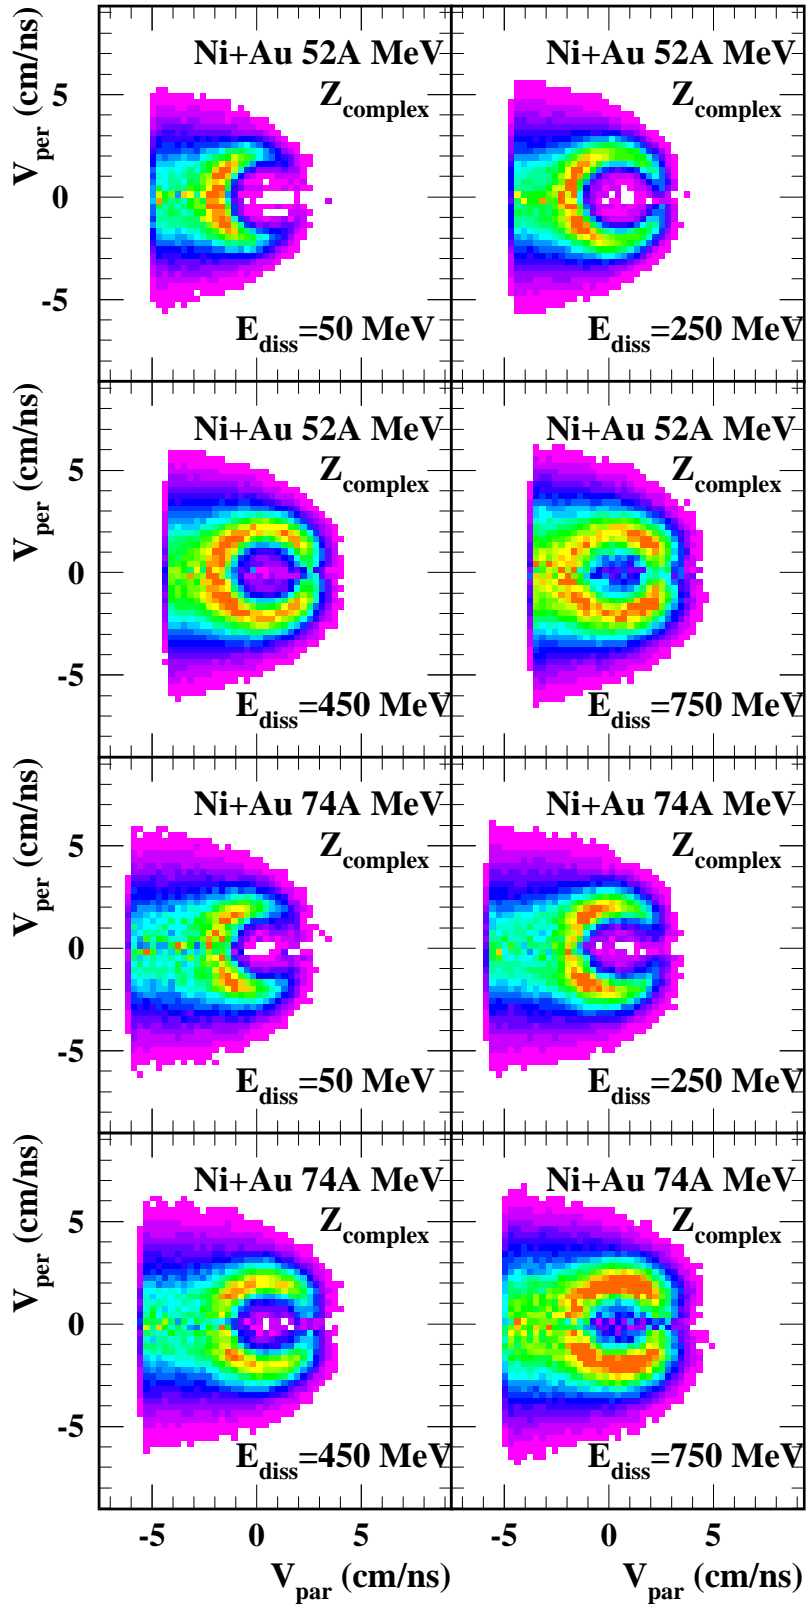 Ni+Au 52A MeV
Z_complex
E_diss=50 MeV
V_per (cm/ns)
5
0
-5
Ni+Au 52A MeV
Z_complex
E_diss=250 MeV
Ni+Au 52A MeV
Z_complex
E_diss=450 MeV
V_per (cm/ns)
5
0
-5
Ni+Au 52A MeV
Z_complex
E_diss=750 MeV
Ni+Au 74A MeV
Z_complex
E_diss=50 MeV
V_per (cm/ns)
5
0
-5
Ni+Au 74A MeV
Z_complex
E_diss=250 MeV
Ni+Au 74A MeV
Z_complex
E_diss=450 MeV
V_per (cm/ns)
5
0
-5
Ni+Au 74A MeV
Z_complex
E_diss=750 MeV
-5 0 5
V_par (cm/ns)
-5 0 5
V_par (cm/ns)